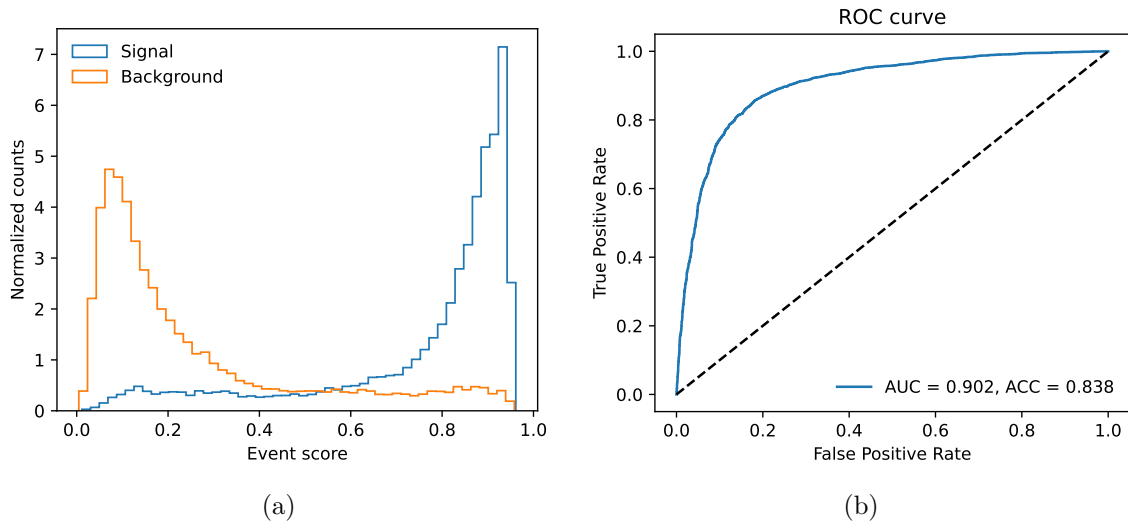 Signal
Background
Normalized counts
7
6
5
4
3
2
1
0
0.0 0.2 0.4 0.6 0.8 1.0
Event score
(a)
ROC curve
True Positive Rate
1.0
0.8
0.6
0.4
0.2
0.0
AUC = 0.902, ACC = 0.838
0.0 0.2 0.4 0.6 0.8 1.0
False Positive Rate
(b)